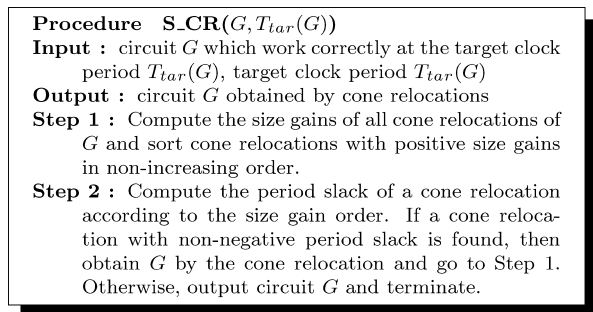 Procedure S_CR(G, T_tar(G))
Input : circuit G which work correctly at the target clock
period T_tar(G), target clock period T_tar(G)
Output : circuit G obtained by cone relocations
Step 1 : Compute the size gains of all cone relocations of
G and sort cone relocations with positive size gains
in non-increasing order.
Step 2 : Compute the period slack of a cone relocation
according to the size gain order. If a cone reloca-
tion with non-negative period slack is found, then
obtain G by the cone relocation and go to Step 1.
Otherwise, output circuit G and terminate.